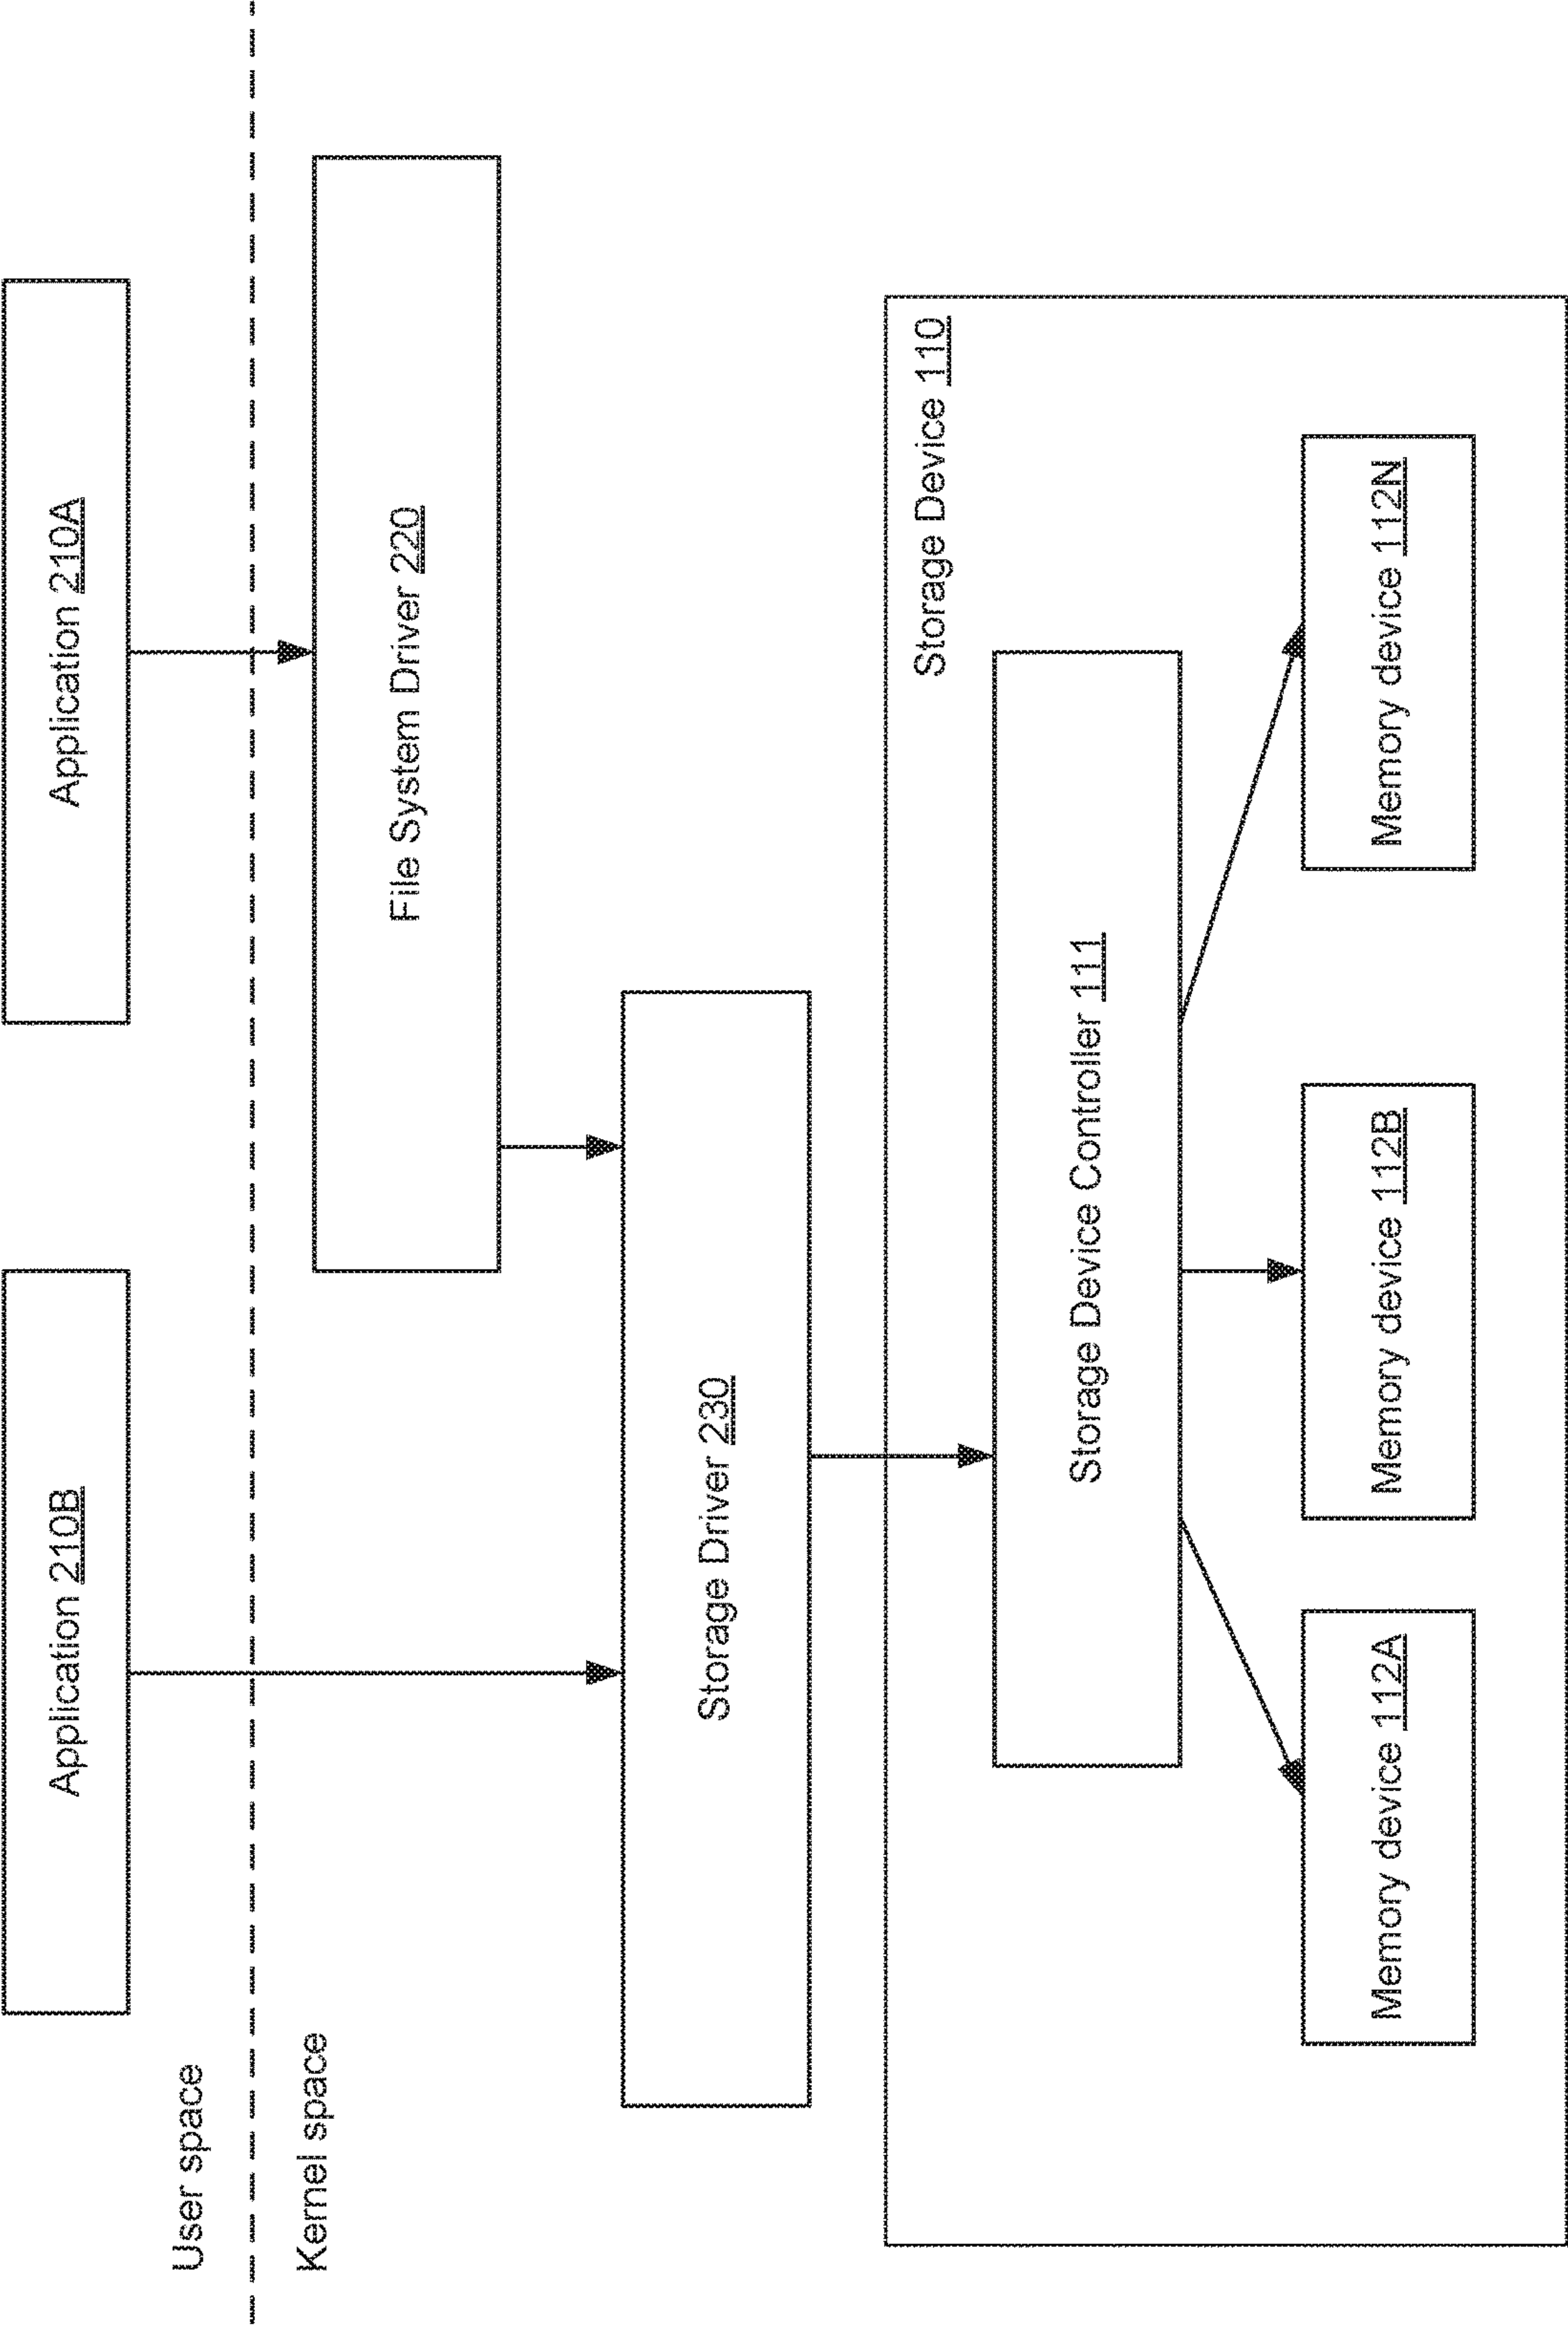 Application 210B
Application 210A
User space
Kernel space
File System Driver 220
Storage Driver 230
Storage Device 110
Storage Device Controller 111
Memory device 112A
Memory device 112B
Memory device 112N